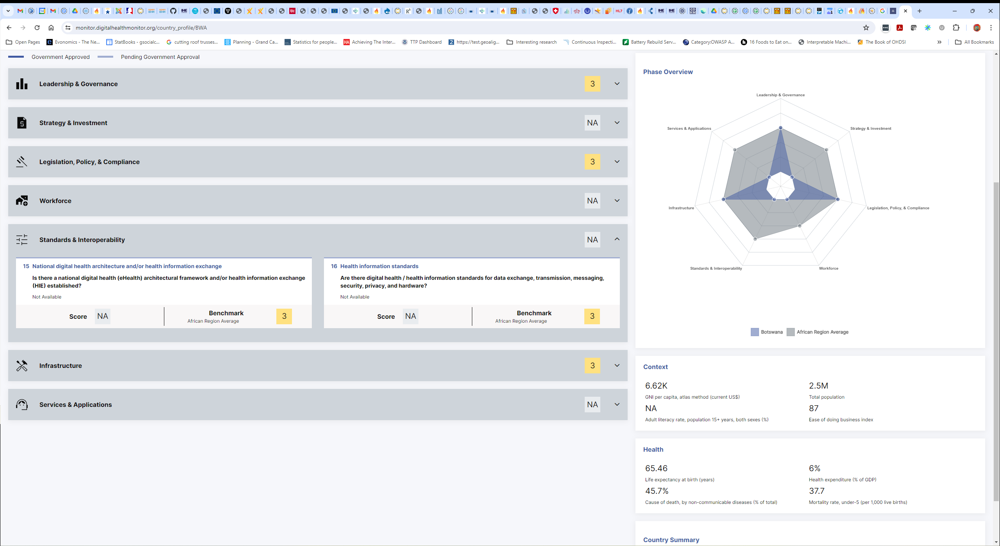 monitor.digitalhealthmonitor.org/country_profile/BWA
Open Pages
Evonomics - The Ne...
StatBooks - gsocialc...
cutting roof trusses...
Planning - Grand Ca...
Statistics for people...
Achieving The Inter...
TTP Dashboard
https://test.geoalig...
Interesting research
Continuous Inspecti...
Battery Rebuild Serv...
Category:OWASP A...
16 Foods to Eat on...
Interpretable Machi...
The Book of OHDSI
All Bookmarks
Government Approved
Pending Government Approval
Leadership & Governance
3
Strategy & Investment
NA
Legislation, Policy, & Compliance
3
Workforce
NA
Standards & Interoperability
NA
15 National digital health architecture and/or health information exchange
Is there a national digital health (eHealth) architectural framework and/or health information exchange
(HIE) established?
Not Available
Score NA
Benchmark
African Region Average
3
16 Health information standards
Are there digital health / health information standards for data exchange, transmission, messaging,
security, privacy, and hardware?
Not Available
Score NA
Benchmark
African Region Average
3
Infrastructure
3
Services & Applications
NA
Phase Overview
Leadership & Governance
Services & Applications
Strategy & Investment
Infrastructure
Legislation, Policy, & Compliance
Standards & Interoperability
Workforce
Botswana
African Region Average
Context
6.62K
GNI per capita, atlas method (current US$)
2.5M
Total population
NA
Adult literacy rate, population 15+ years, both sexes (%)
87
Ease of doing business index
Health
65.46
Life expectancy at birth (years)
6%
Health expenditure (% of GDP)
45.7%
Cause of death, by non-communicable diseases (% of total)
37.7
Mortality rate, under-5 (per 1,000 live births)
Country Summary